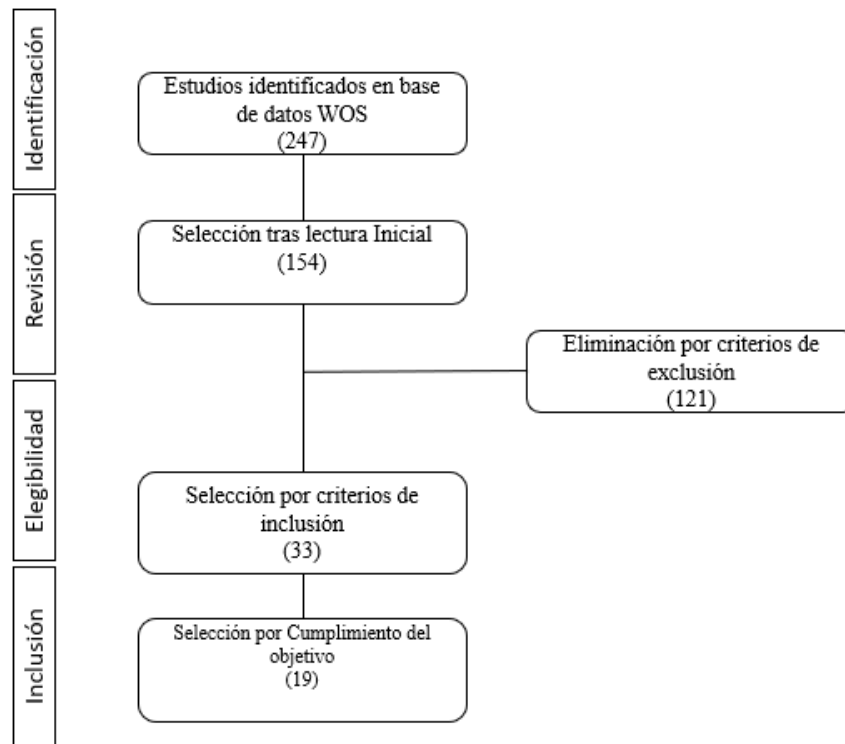 Identificación
Estudios identificados en base
de datos WOS
(247)
Revisión
Selección tras lectura Inicial
(154)
Eliminación por criterios de
exclusión
(121)
Elegibilidad
Selección por criterios de
inclusión
(33)
Inclusión
Selección por Cumplimiento del
objetivo
(19)